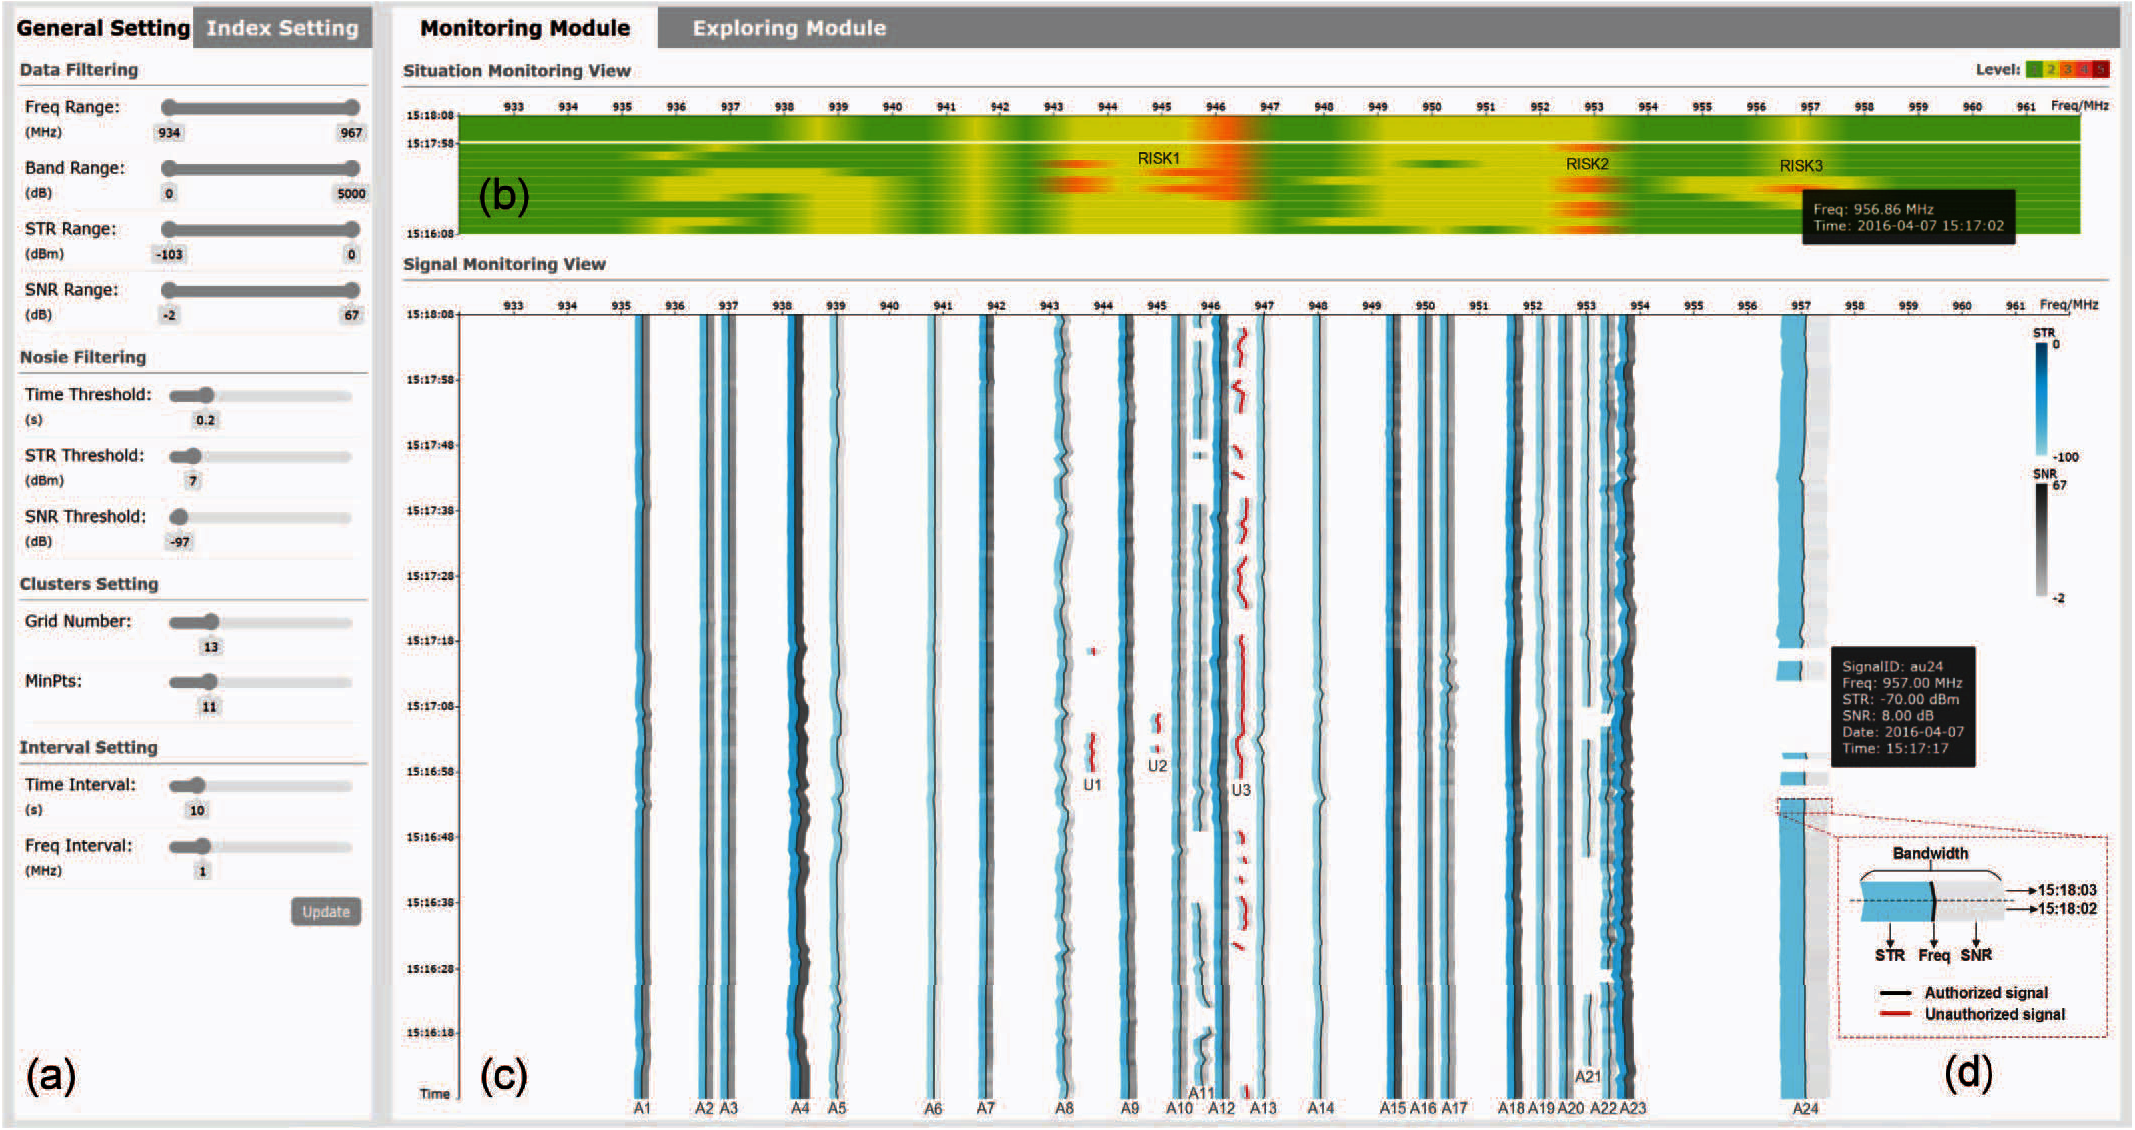 General Setting
Index Setting
Data Filtering
Freq Range:
(MHz)
934
967
Band Range:
(dB)
0
5000
STR Range:
(dBm)
-103
0
SNR Range:
(dB)
-2
67
Nosie Filtering
Time Threshold:
(s)
0.2
STR Threshold:
(dBm)
7
SNR Threshold:
(dB)
-97
Clusters Setting
Grid Number:
13
MinPts:
11
Interval Setting
Time Interval:
(s)
10
Freq Interval:
(MHz)
1
Update
(a)
Monitoring Module
Exploring Module
Situation Monitoring View
Level: 2 3 4 5
933 934 935 936 937 938 939 940 941 942 943 944 945 946 947 948 949 950 951 952 953 954 955 956 957 958 959 960 961 Freq/MHz
15:18:08
15:17:58
15:16:08
RISK1
RISK2
RISK3
(b)
Freq: 956.86 MHz
Time: 2016-04-07 15:17:02
Signal Monitoring View
933 934 935 936 937 938 939 940 941 942 943 944 945 946 947 948 949 950 951 952 953 954 955 956 957 958 959 960 961 Freq/MHz
15:18:08
15:17:58
15:17:48
15:17:38
15:17:28
15:17:18
15:17:08
15:16:58
15:16:48
15:16:38
15:16:28
15:16:18
Time
STR
0
-100
SNR
67
-2
U1
U2
U3
SignalID: au24
Freq: 957.00 MHz
STR: -70.00 dBm
SNR: 8.00 dB
Date: 2016-04-07
Time: 15:17:17
Bandwidth
15:18:03
15:18:02
STR Freq SNR
Authorized signal
Unauthorized signal
(c)
(d)
A1 A2 A3 A4 A5 A6 A7 A8 A9 A10 A11 A12 A13 A14 A15 A16 A17 A18 A19 A20 A21 A22 A23 A24